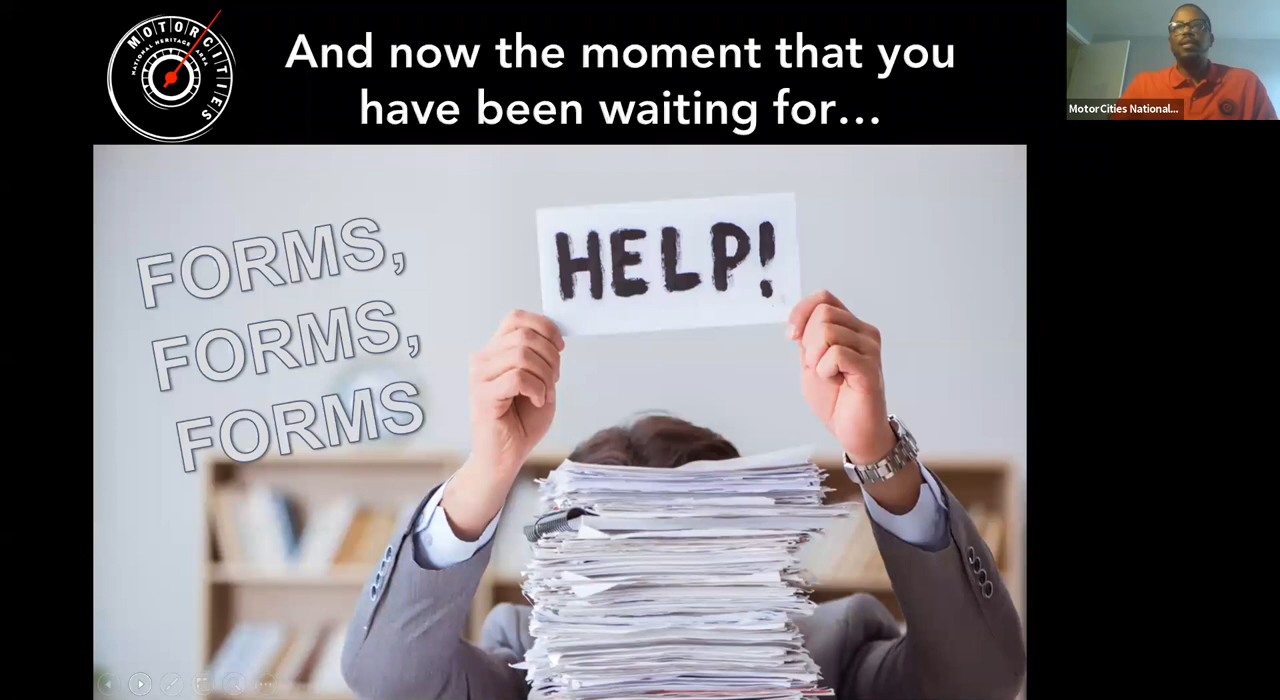 MOTORCITIES
NATIONAL HERITAGE AREA
And now the moment that you
have been waiting for...
MotorCities National...
FORMS,
FORMS,
FORMS
HELP!